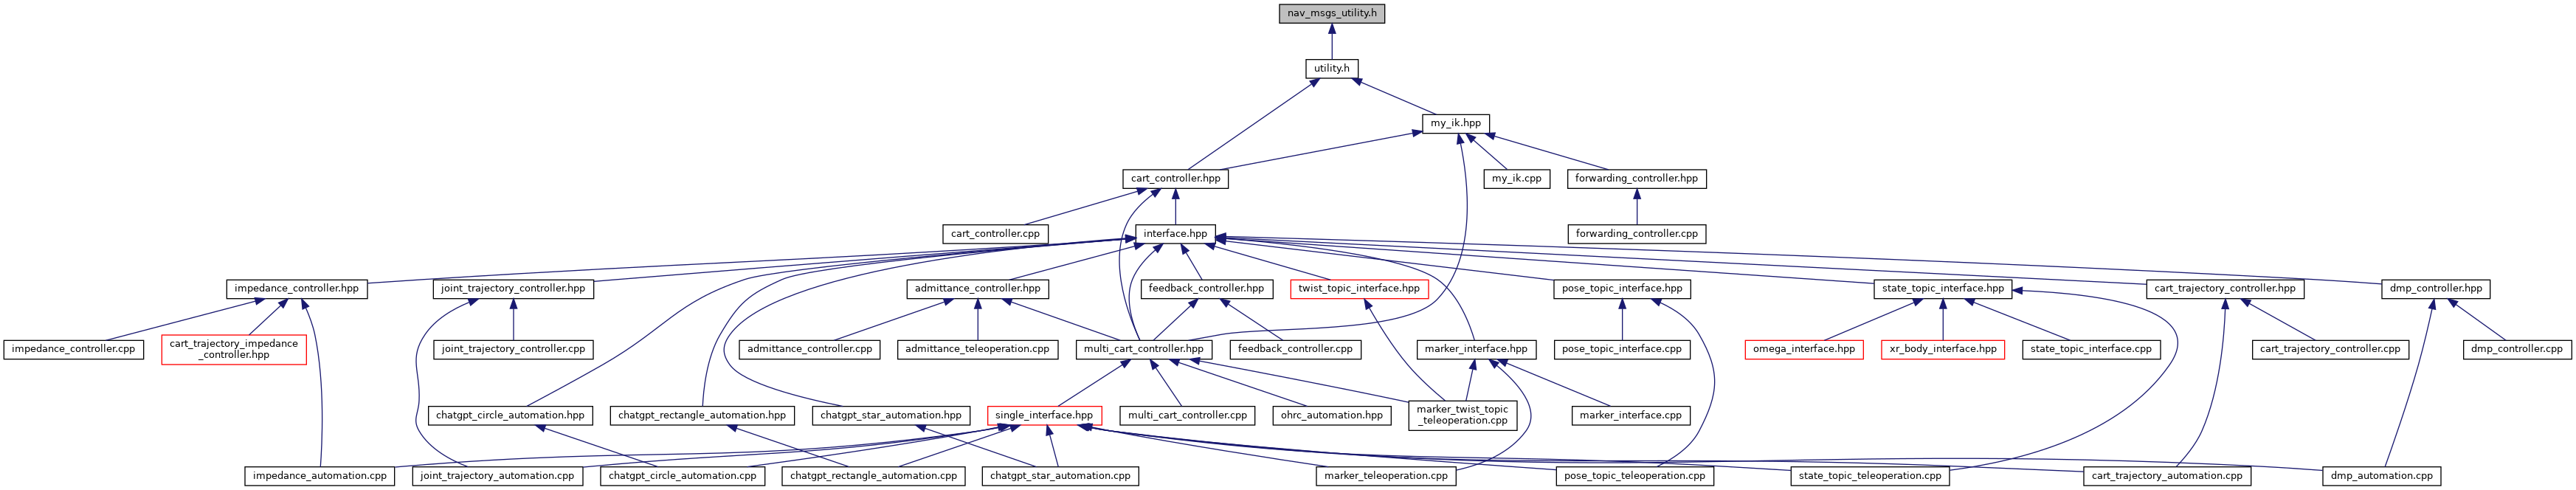 nav_msgs_utility.h
utility.h
my_ik.hpp
cart_controller.hpp
my_ik.cpp
forwarding_controller.hpp
cart_controller.cpp
interface.hpp
forwarding_controller.cpp
impedance_controller.hpp
joint_trajectory_controller.hpp
admittance_controller.hpp
feedback_controller.hpp
twist_topic_interface.hpp
pose_topic_interface.hpp
state_topic_interface.hpp
cart_trajectory_controller.hpp
dmp_controller.hpp
impedance_controller.cpp
cart_trajectory_impedance
_controller.hpp
joint_trajectory_controller.cpp
admittance_controller.cpp
admittance_teleoperation.cpp
multi_cart_controller.hpp
feedback_controller.cpp
marker_interface.hpp
pose_topic_interface.cpp
omega_interface.hpp
xr_body_interface.hpp
state_topic_interface.cpp
cart_trajectory_controller.cpp
dmp_controller.cpp
chatgpt_circle_automation.hpp
chatgpt_rectangle_automation.hpp
chatgpt_star_automation.hpp
single_interface.hpp
multi_cart_controller.cpp
ohrc_automation.hpp
marker_twist_topic
_teleoperation.cpp
marker_interface.cpp
impedance_automation.cpp
joint_trajectory_automation.cpp
chatgpt_circle_automation.cpp
chatgpt_rectangle_automation.cpp
chatgpt_star_automation.cpp
marker_teleoperation.cpp
pose_topic_teleoperation.cpp
state_topic_teleoperation.cpp
cart_trajectory_automation.cpp
dmp_automation.cpp